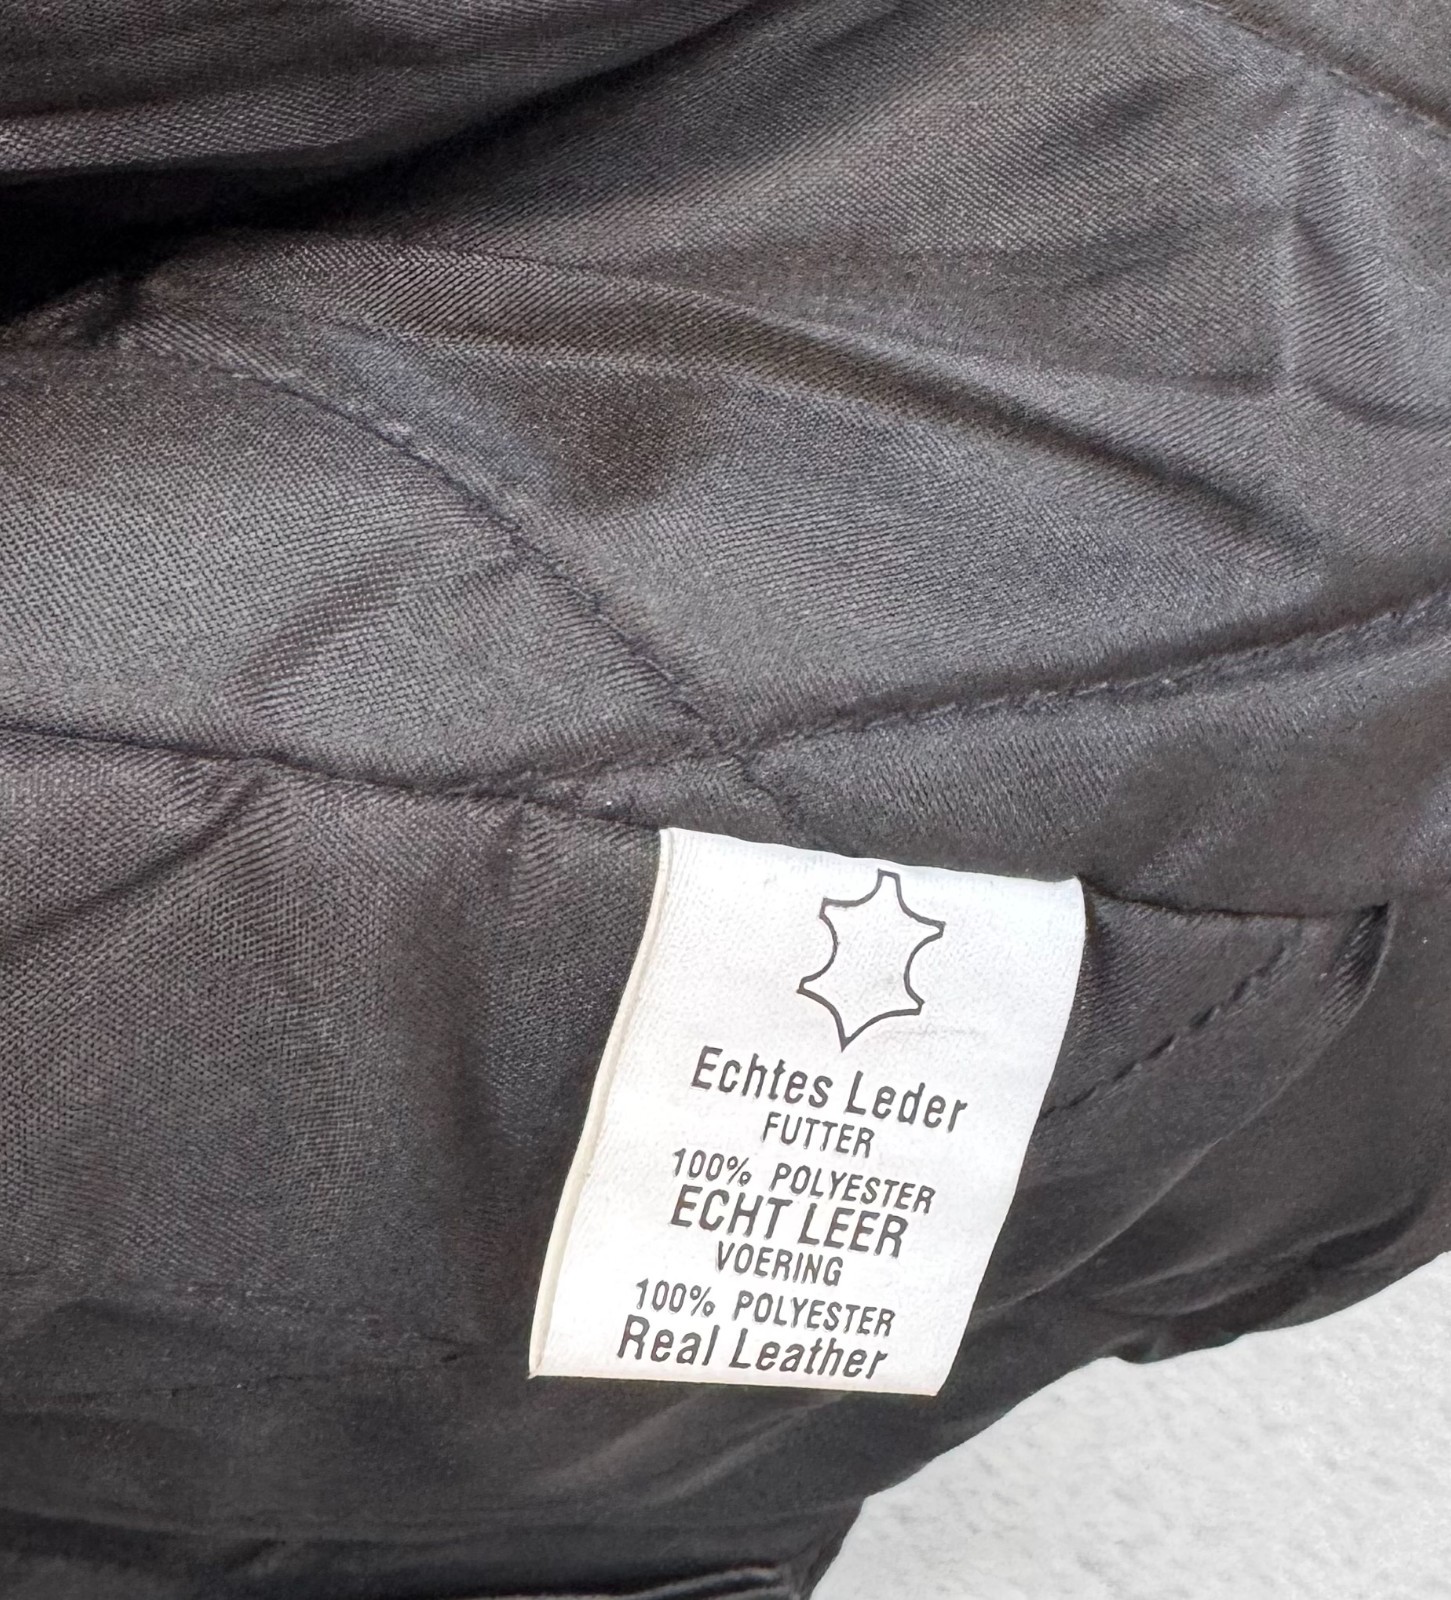 Echtes Leder
FUTTER
100% POLYESTER
ECHT LEER
VOERING
100% POLYESTER
Real Leather